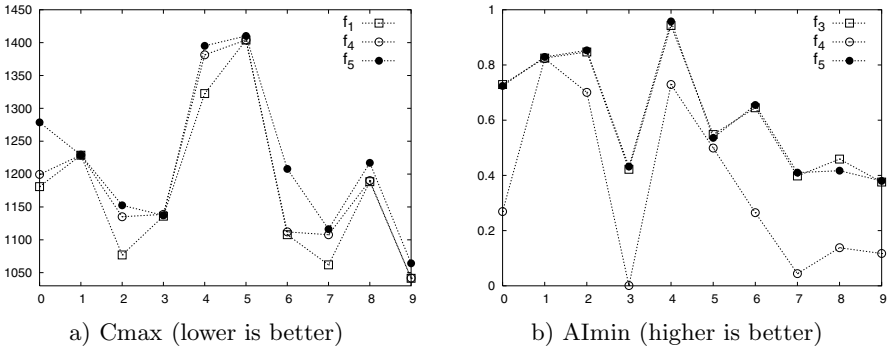 1450
1400
1350
1300
1250
1200
1150
1100
1050
0 1 2 3 4 5 6 7 8 9
f1
f4
f5
a) Cmax (lower is better)
1
0.8
0.6
0.4
0.2
0
0 1 2 3 4 5 6 7 8 9
f3
f4
f5
b) AImin (higher is better)